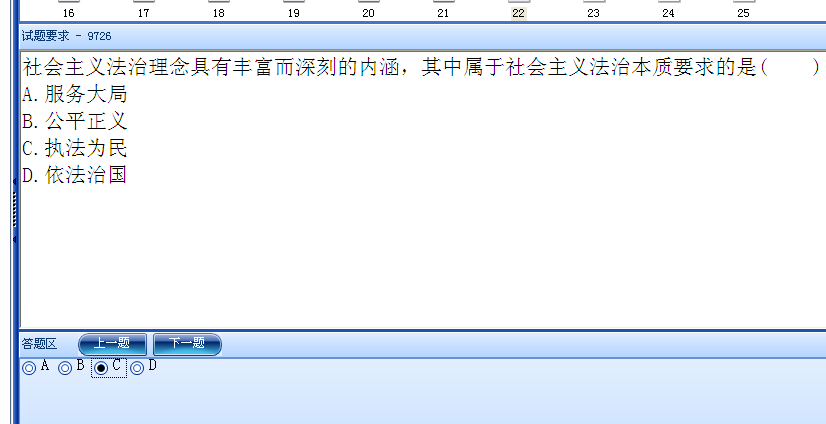 16 17 18 19 20 21 22 23 24 25
试题要求 - 9726
社会主义法治理念具有丰富而深刻的内涵，其中属于社会主义法治本质要求的是( )
A.服务大局
B.公平正义
C.执法为民
D.依法治国
答题区 上一题 下一题
A B C D